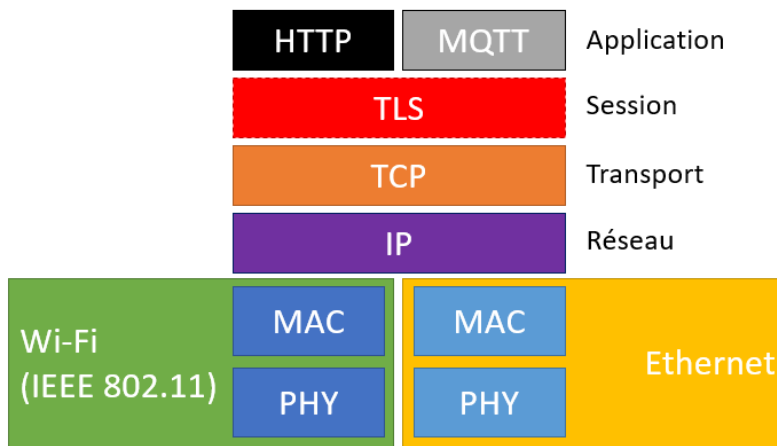 HTTP MQTT Application
TLS Session
TCP Transport
IP Réseau
MAC MAC
Wi-Fi
(IEEE 802.11)
Ethernet
PHY PHY